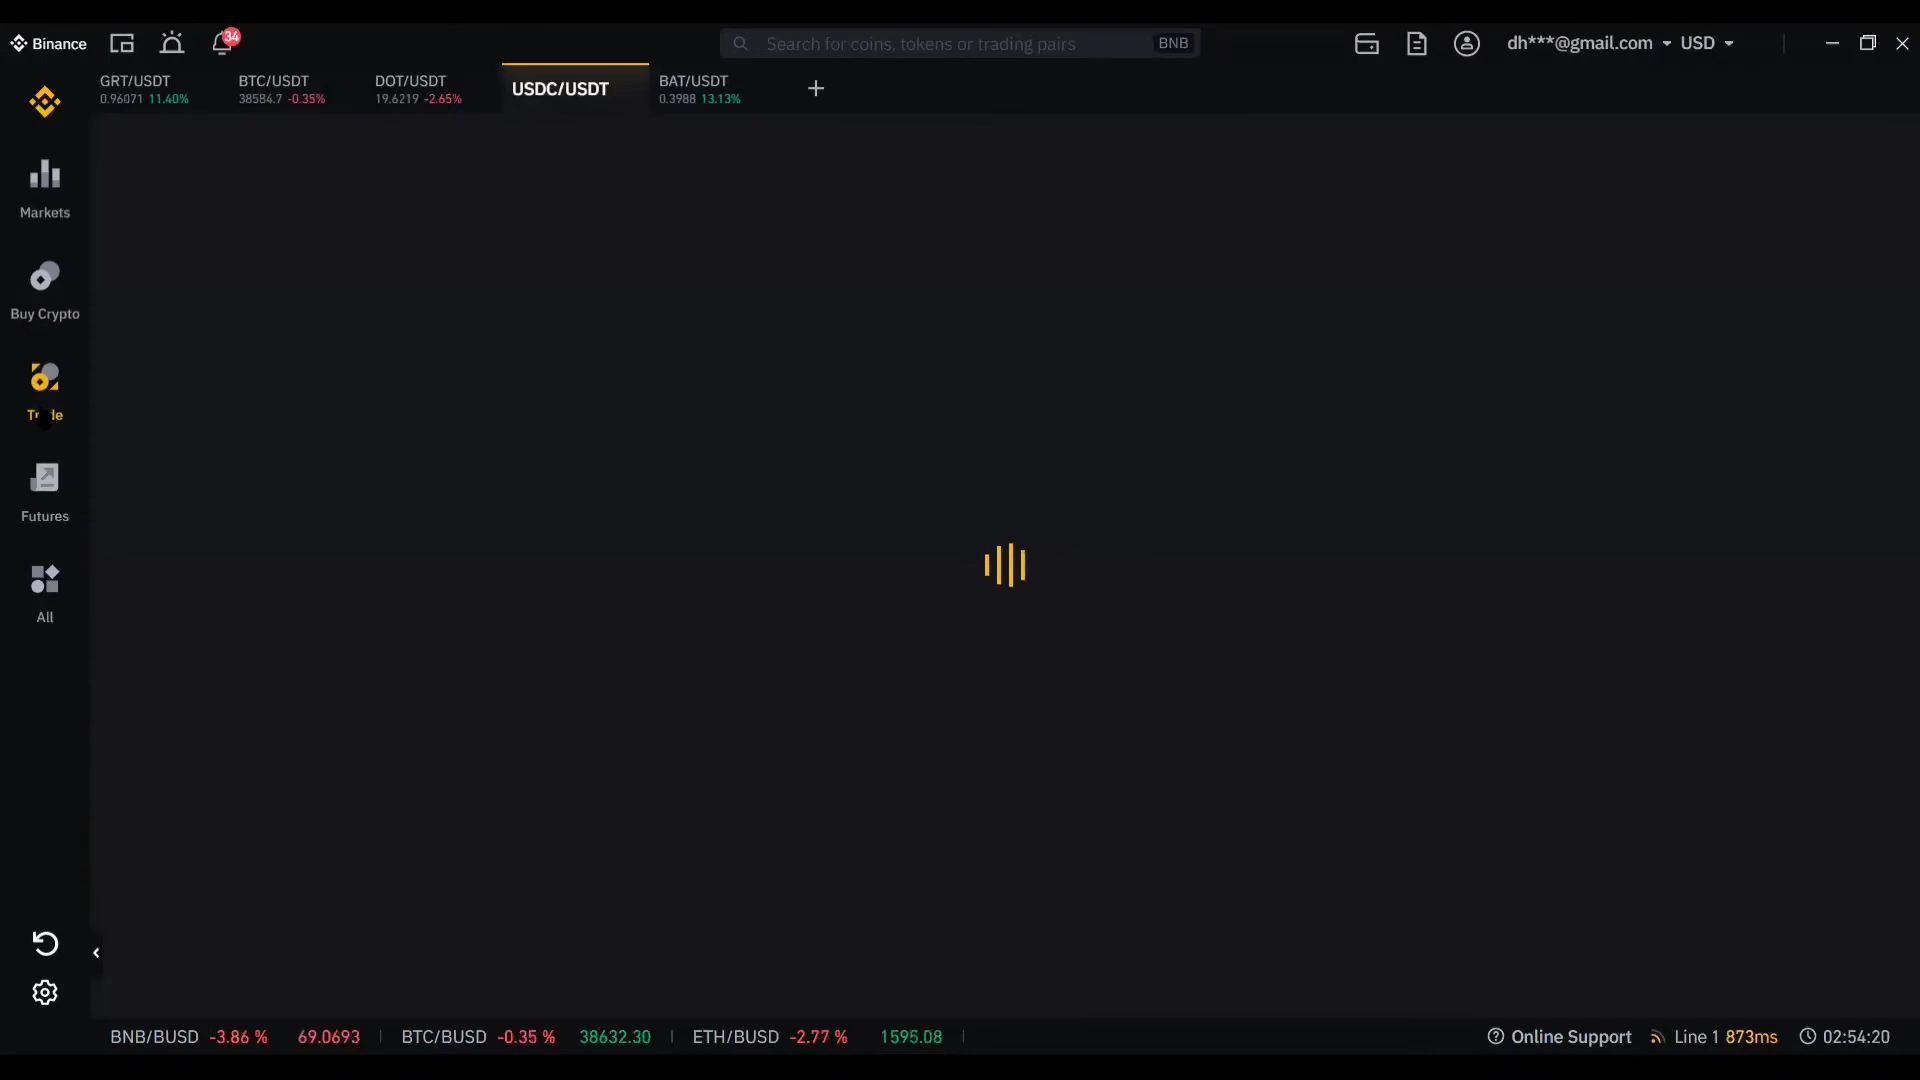 Binance
34
Search for coins, tokens or trading pairs
BNB
dh***@gmail.com
USD
GRT/USDT
0.96071 11.40%
BTC/USDT
38584.7 -0.35%
DOT/USDT
19.6219 -2.65%
USDC/USDT
BAT/USDT
0.3988 13.13%
Markets
Buy Crypto
Trade
Futures
All
BNB/BUSD -3.86 % 69.0693
BTC/BUSD -0.35 % 38632.30
ETH/BUSD -2.77 % 1595.08
Online Support
Line 1 873ms
02:54:20